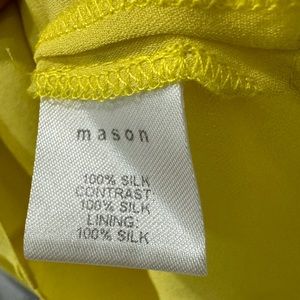 mason
100% SILK
CONTRAST:
100% SILK
LINING:
100% SILK